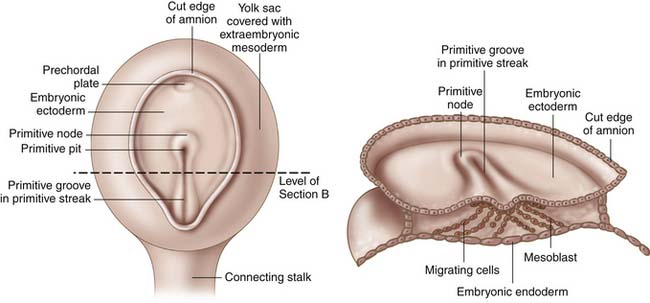 Cut edge
of amnion
Yolk sac
covered with
extraembryonic
mesoderm
Prechordal
plate
Embryonic
ectoderm
Primitive node
Primitive pit
Primitive groove
in primitive streak
Level of
Section B
Connecting stalk
Primitive groove
in primitive streak
Primitive
node
Embryonic
ectoderm
Cut edge
of amnion
Migrating cells
Mesoblast
Embryonic endoderm